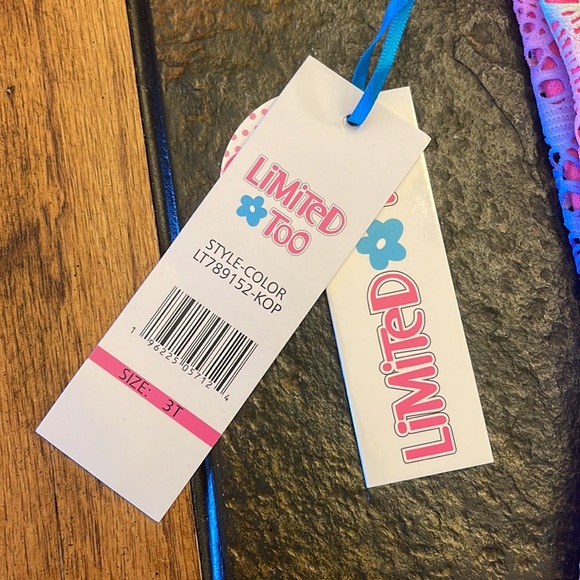 LiMiTeD
Too
STYLE-COLOR
LT789152-KOP
1 96225 05712 4
SIZE: 3T
LiMiTeD